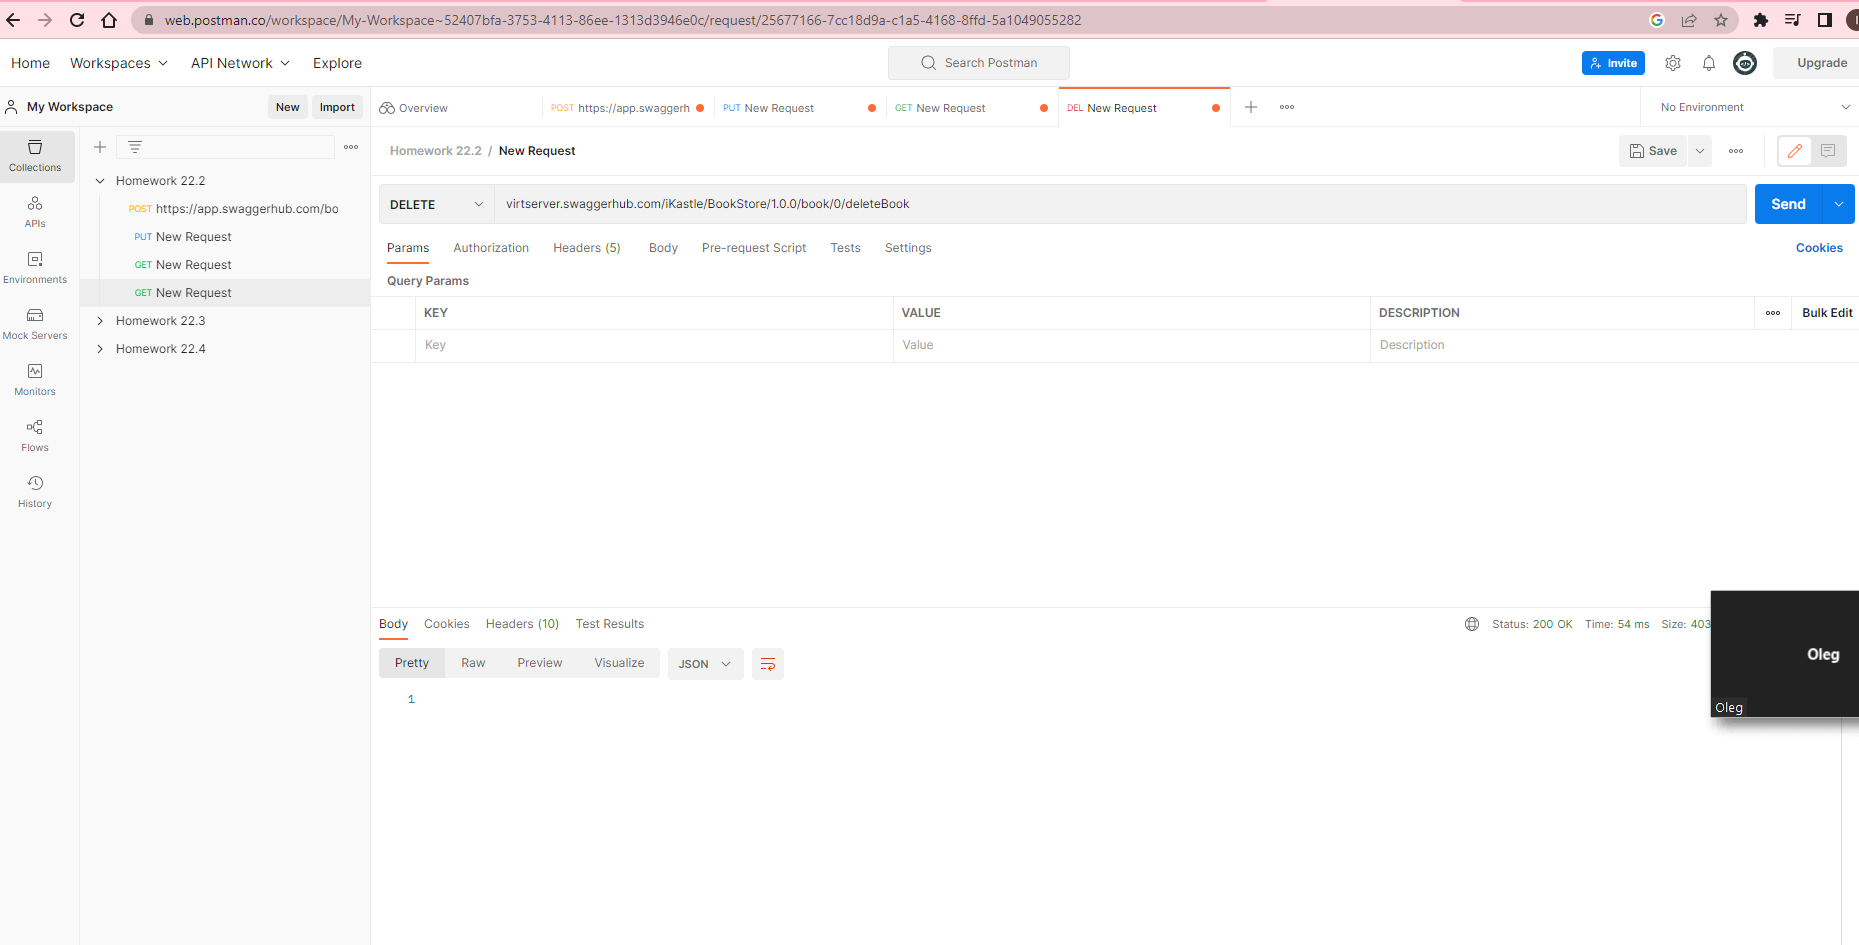 web.postman.co/workspace/My-Workspace~52407bfa-3753-4113-86ee-1313d3946e0c/request/25677166-7cc18d9a-c1a5-4168-8ffd-5a1049055282
Home Workspaces API Network Explore Search Postman Invite Upgrade
My Workspace New Import Overview POST https://app.swaggerh PUT New Request GET New Request DEL New Request No Environment
Homework 22.2 / New Request Save
Collections
Homework 22.2
POST https://app.swaggerhub.com/bo
PUT New Request
GET New Request
GET New Request
Homework 22.3
Homework 22.4
APIs
Environments
Mock Servers
Monitors
Flows
History
DELETE virtserver.swaggerhub.com/iKastle/BookStore/1.0.0/book/0/deleteBook Send
Params Authorization Headers (5) Body Pre-request Script Tests Settings Cookies
Query Params
KEY VALUE DESCRIPTION Bulk Edit
Key Value Description
Body Cookies Headers (10) Test Results Status: 200 OK Time: 54 ms Size: 403
Pretty Raw Preview Visualize JSON
1
Oleg
Oleg